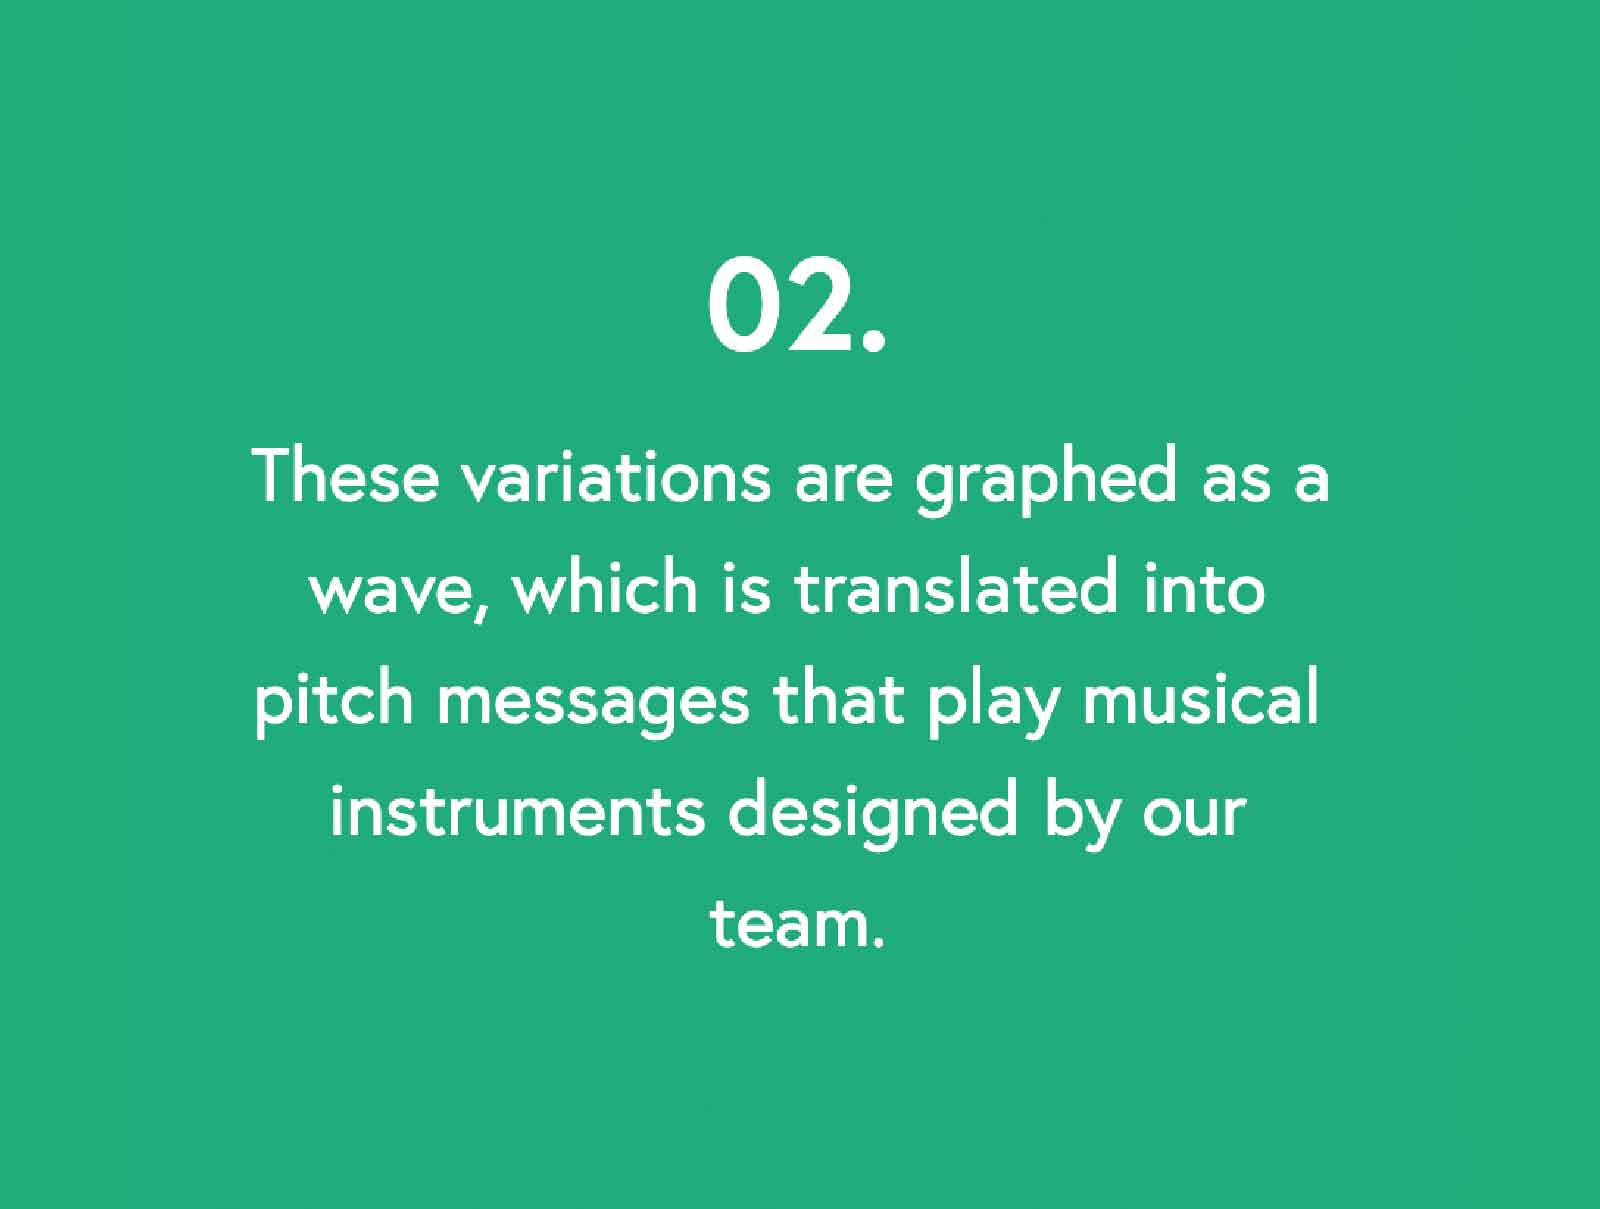 02.
These variations are graphed as a
wave, which is translated into
pitch messages that play musical
instruments designed by our
team.